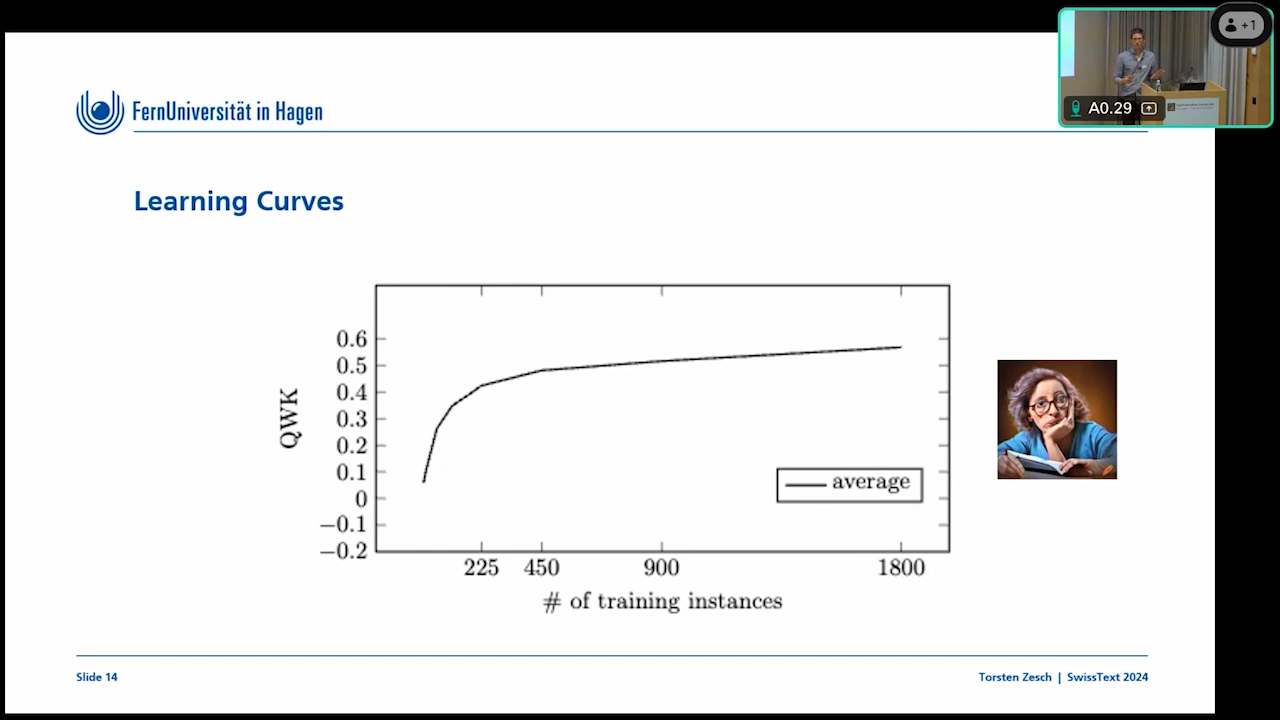 +1
A0.29
FernUniversität in Hagen
Learning Curves
0.6
0.5
0.4
0.3
0.2
0.1
0
−0.1
−0.2
QWK
average
225 450 900 1800
# of training instances
Slide 14
Torsten Zesch | SwissText 2024